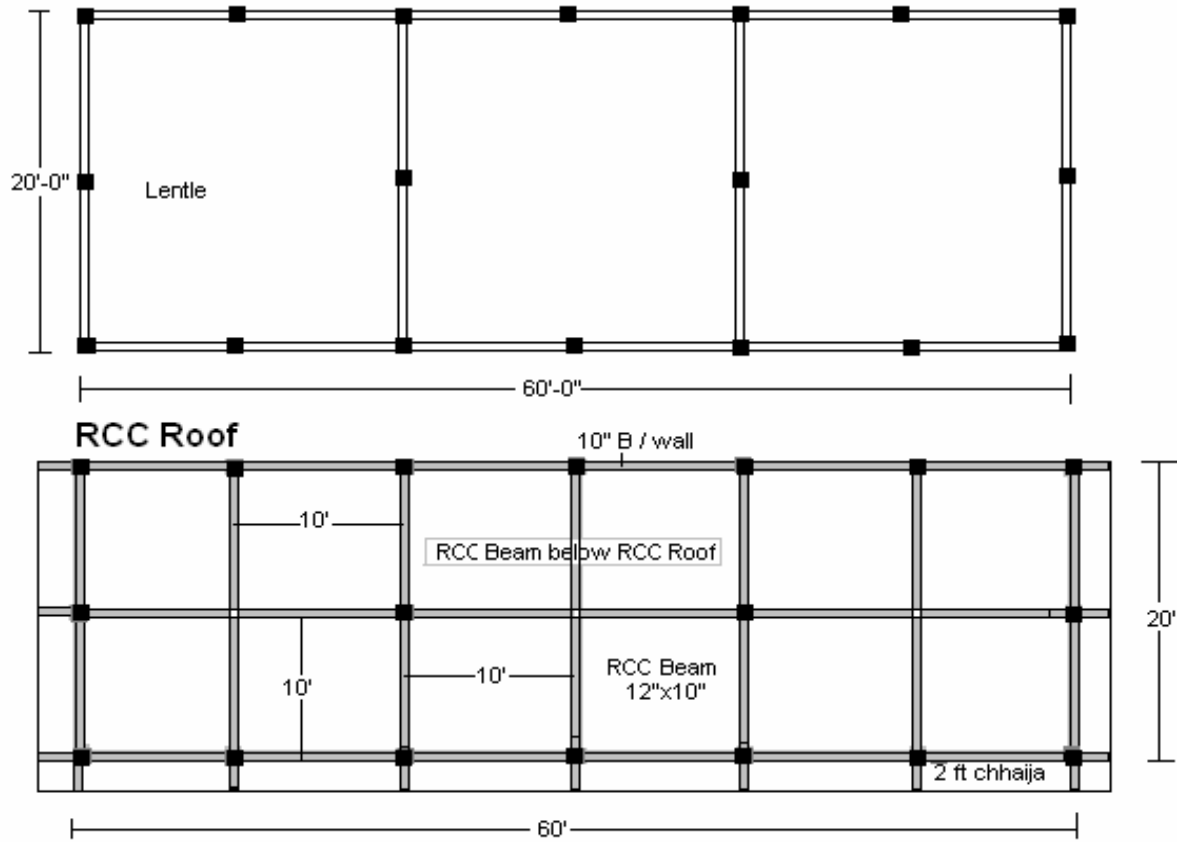 20'-0"
Lentle
60'-0"
RCC Roof
10" B / wall
10'
RCC Beam below RCC Roof
20'
10'
10'
RCC Beam
12"x10"
2 ft chhaija
60'